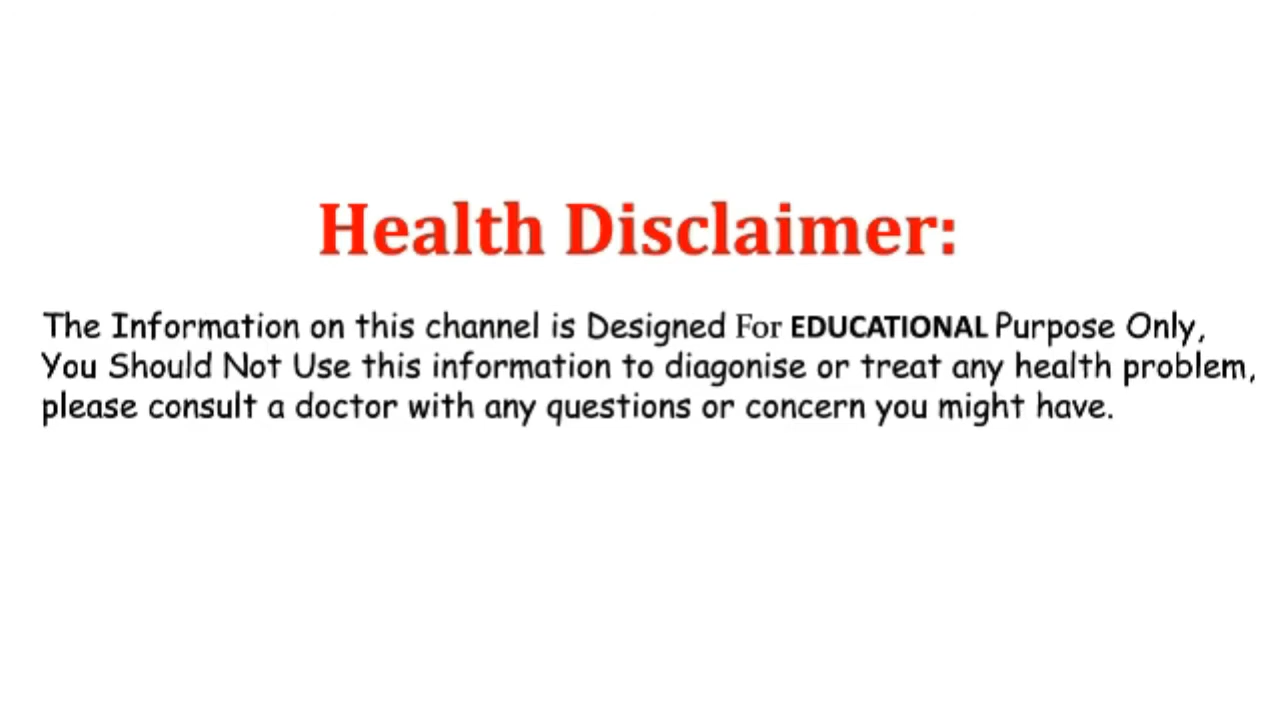 Health Disclaimer:
The Information on this channel is Designed For EDUCATIONAL Purpose Only,
You Should Not Use this information to diagonise or treat any health problem,
please consult a doctor with any questions or concern you might have.